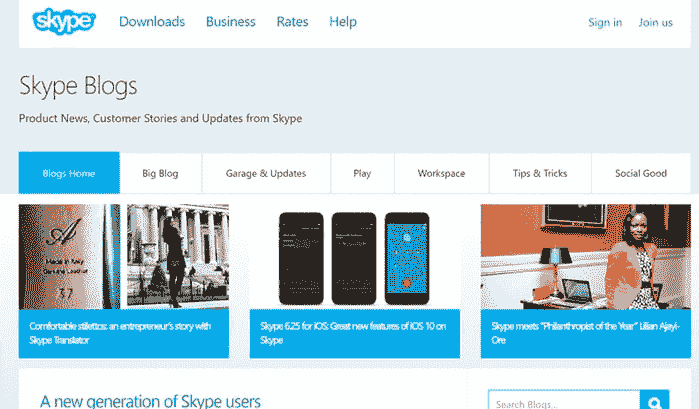 skype
Downloads
Business
Rates
Help
Sign in
Join us
Skype Blogs
Product News, Customer Stories and Updates from Skype
Blogs Home
Big Blog
Garage & Updates
Play
Workspace
Tips & Tricks
Social Good
A
Made in Italy
Genuine Leather
37
Comfortable stilettos: an entrepreneur's story with
Skype Translator
Skype 6.25 for iOS: Great new features of iOS 10 on
Skype
Skype meets "Philanthropist of the Year" Lilian Ajayi-
Ore
A new generation of Skype users
Search Blogs...